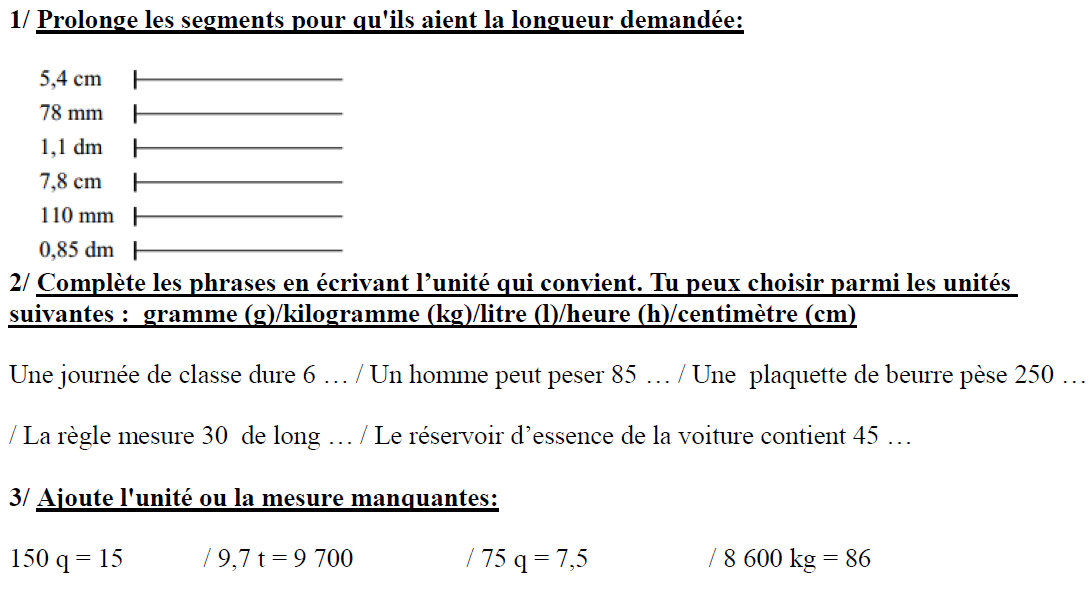 1/ Prolonge les segments pour qu'ils aient la longueur demandée:
5,4 cm
78 mm
1,1 dm
7,8 cm
110 mm
0,85 dm
2/ Complète les phrases en écrivant l’unité qui convient. Tu peux choisir parmi les unités
suivantes : gramme (g)/kilogramme (kg)/litre (l)/heure (h)/centimètre (cm)
Une journée de classe dure 6 … / Un homme peut peser 85 … / Une plaquette de beurre pèse 250 …
/ La règle mesure 30 de long … / Le réservoir d’essence de la voiture contient 45 …
3/ Ajoute l'unité ou la mesure manquantes:
150 q = 15 / 9,7 t = 9 700 / 75 q = 7,5 / 8 600 kg = 86